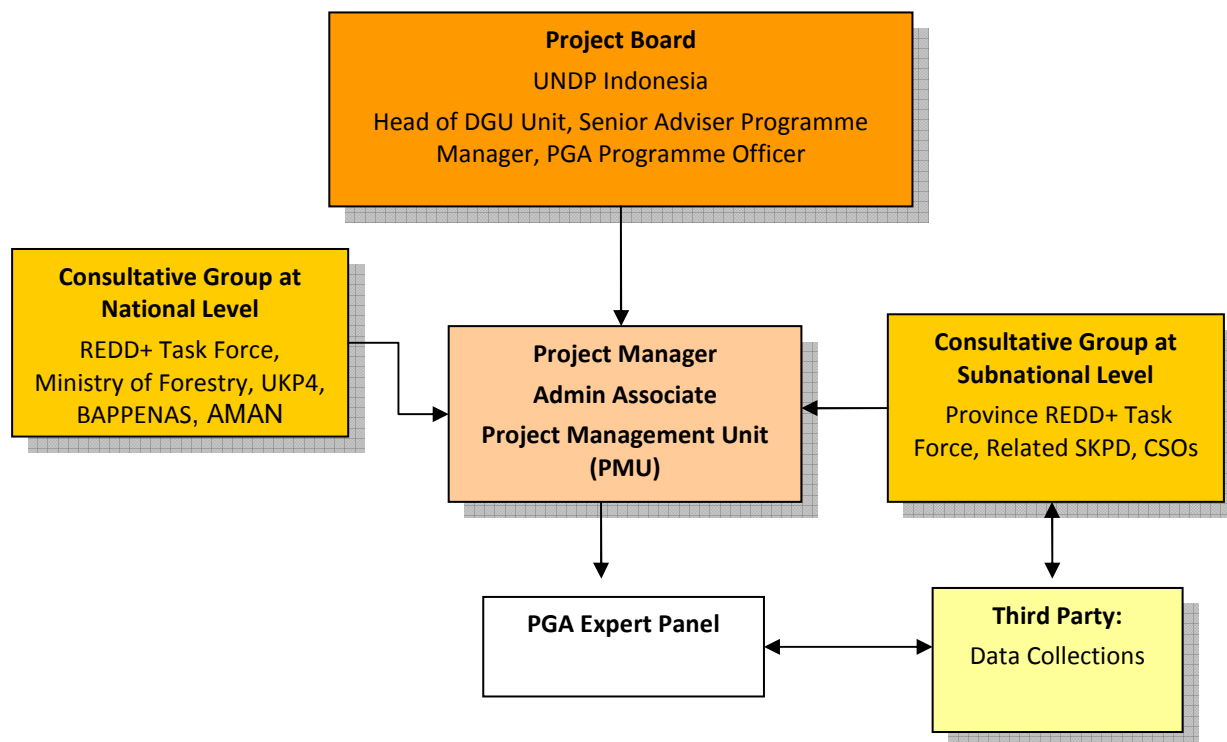 Project Board
UNDP Indonesia
Head of DGU Unit, Senior Adviser Programme
Manager, PGA Programme Officer
Consultative Group at
National Level
REDD+ Task Force,
Ministry of Forestry, UKP4,
BAPPENAS, AMAN
Project Manager
Admin Associate
Project Management Unit
(PMU)
Consultative Group at
Subnational Level
Province REDD+ Task
Force, Related SKPD, CSOs
PGA Expert Panel
Third Party:
Data Collections